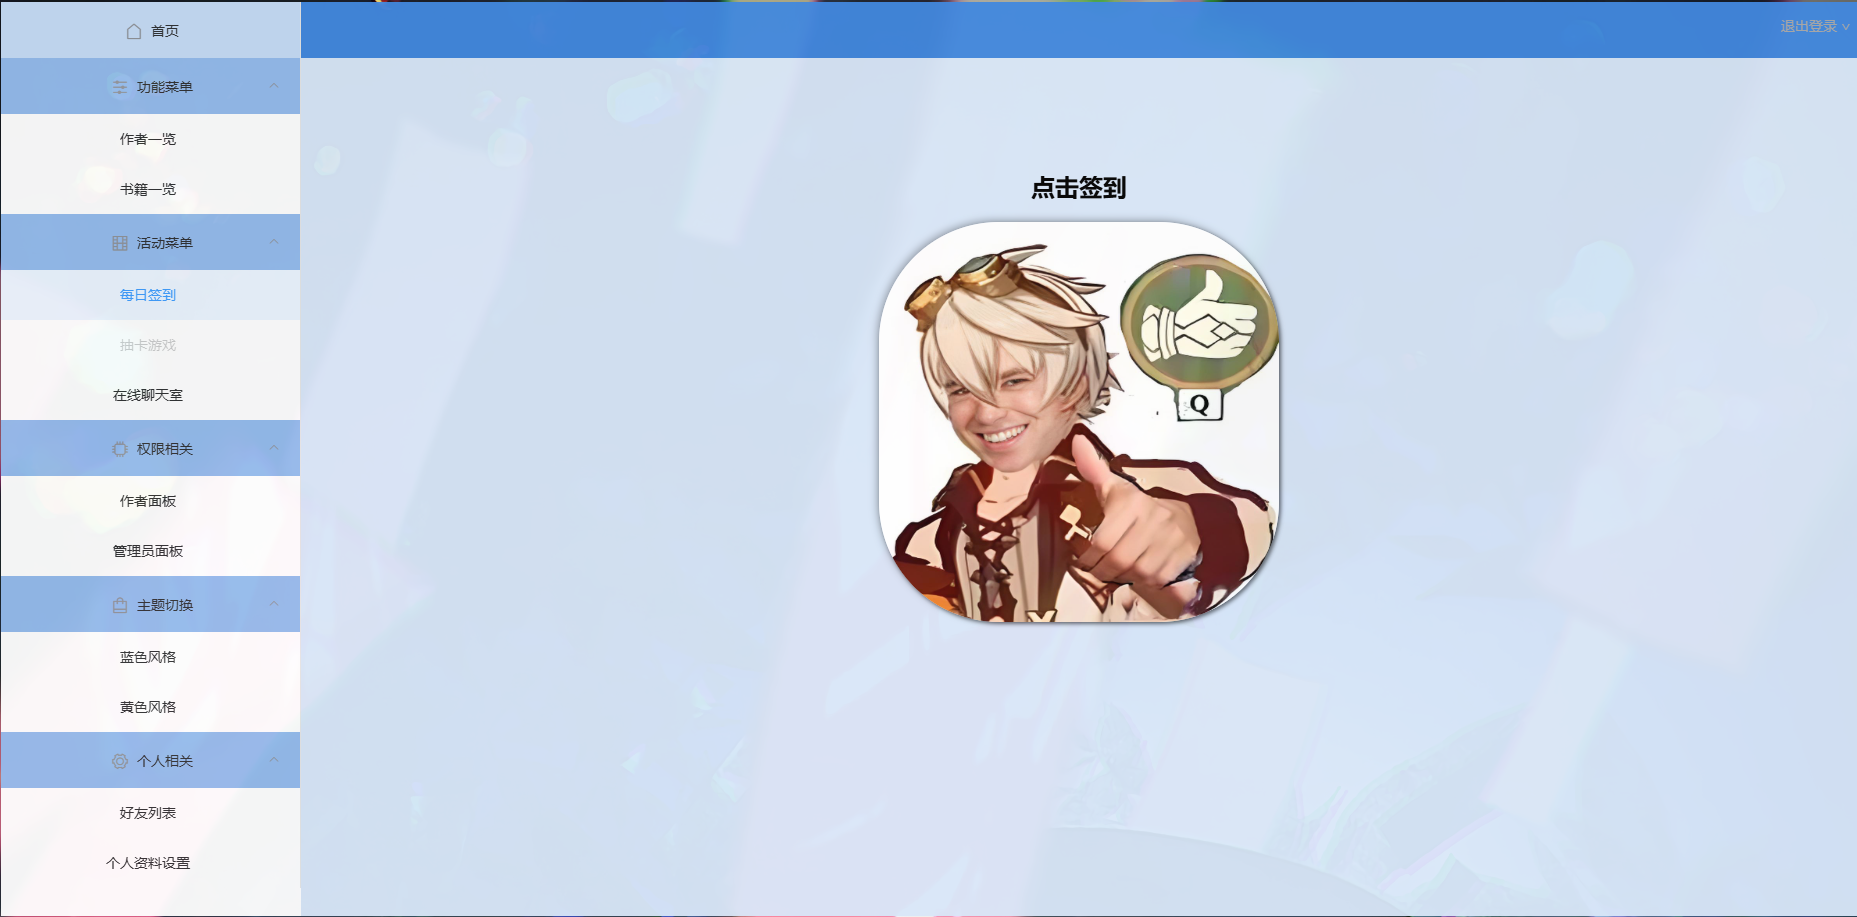 首页
退出登录
功能菜单
作者一览
书籍一览
活动菜单
每日签到
抽卡游戏
在线聊天室
权限相关
作者面板
管理员面板
主题切换
蓝色风格
黄色风格
个人相关
好友列表
个人资料设置
点击签到
Q